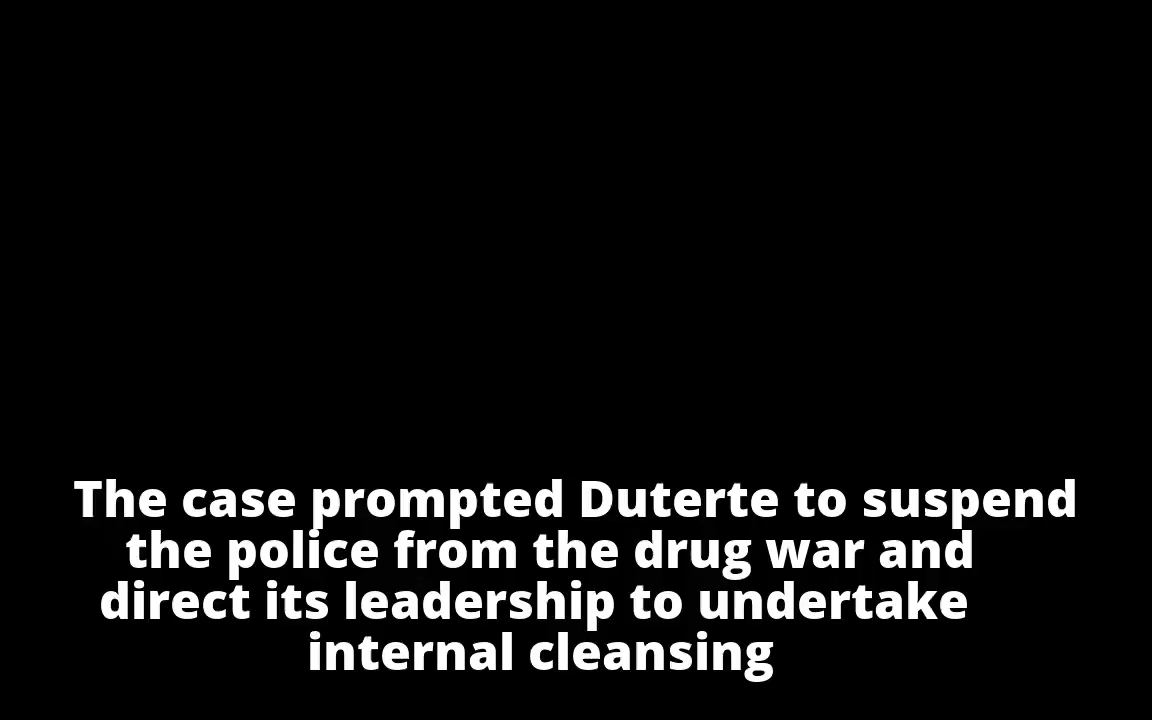 The case prompted Duterte to suspend
the police from the drug war and
direct its leadership to undertake
internal cleansing